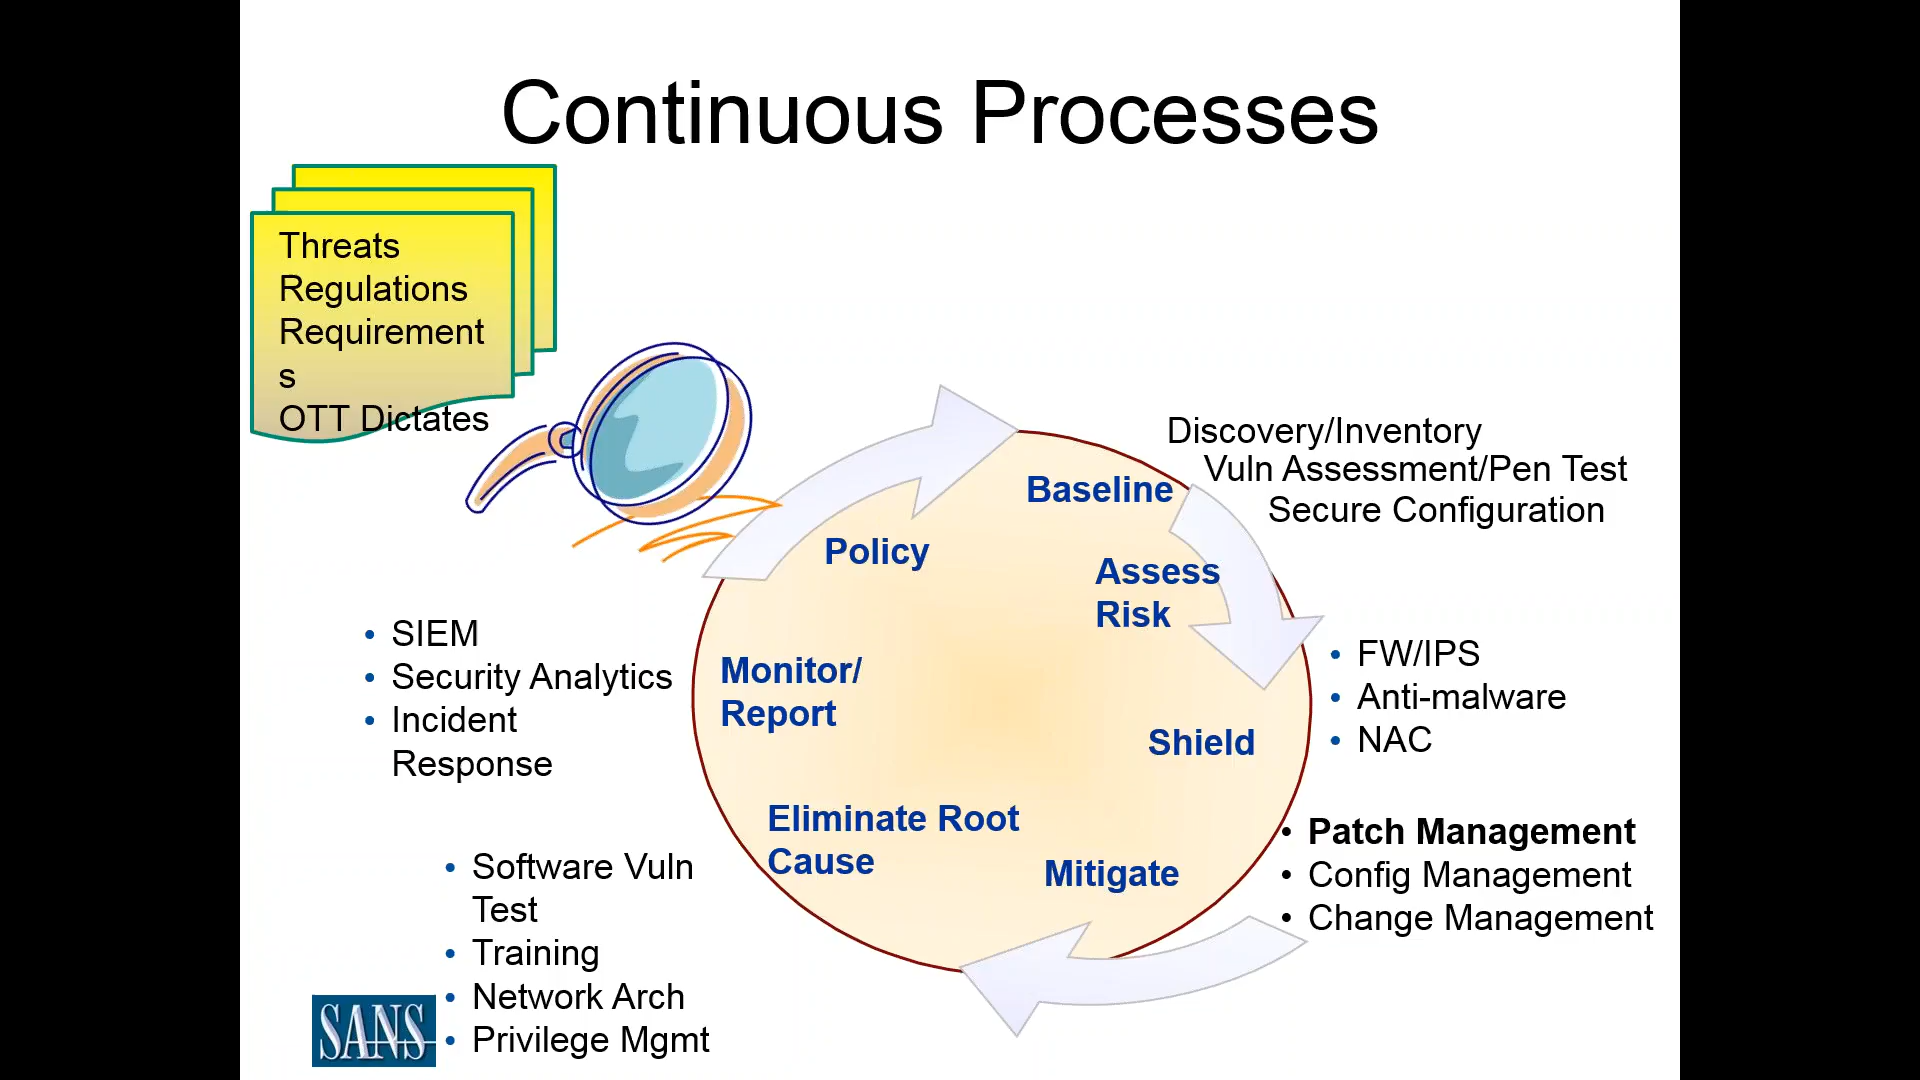 Continuous Processes
Threats
Regulations
Requirement
s
OTT Dictates
Discovery/Inventory
Vuln Assessment/Pen Test
Secure Configuration
Baseline
Policy
Assess
Risk
• SIEM
• Security Analytics
• Incident
Response
Monitor/
Report
Shield
• FW/IPS
• Anti-malware
• NAC
Eliminate Root
Cause
Mitigate
• Patch Management
• Config Management
• Change Management
• Software Vuln
Test
• Training
• Network Arch
• Privilege Mgmt
SANS